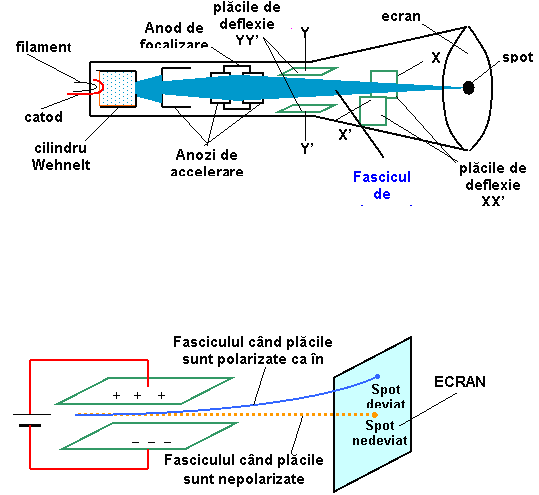 plăcile de
deflexie
YY’
Anod de
focalizare
Y
ecran
X
spot
filament
catod
cilindru
Wehnelt
Anozi de
accelerare
Y’
X’
Fascicul
de
plăcile de
deflexie
XX’
Fasciculul când plăcile
sunt polarizate ca în
+ + +
Spot
deviat
ECRAN
Spot
nedeviat
– – –
Fasciculul când plăcile
sunt nepolarizate